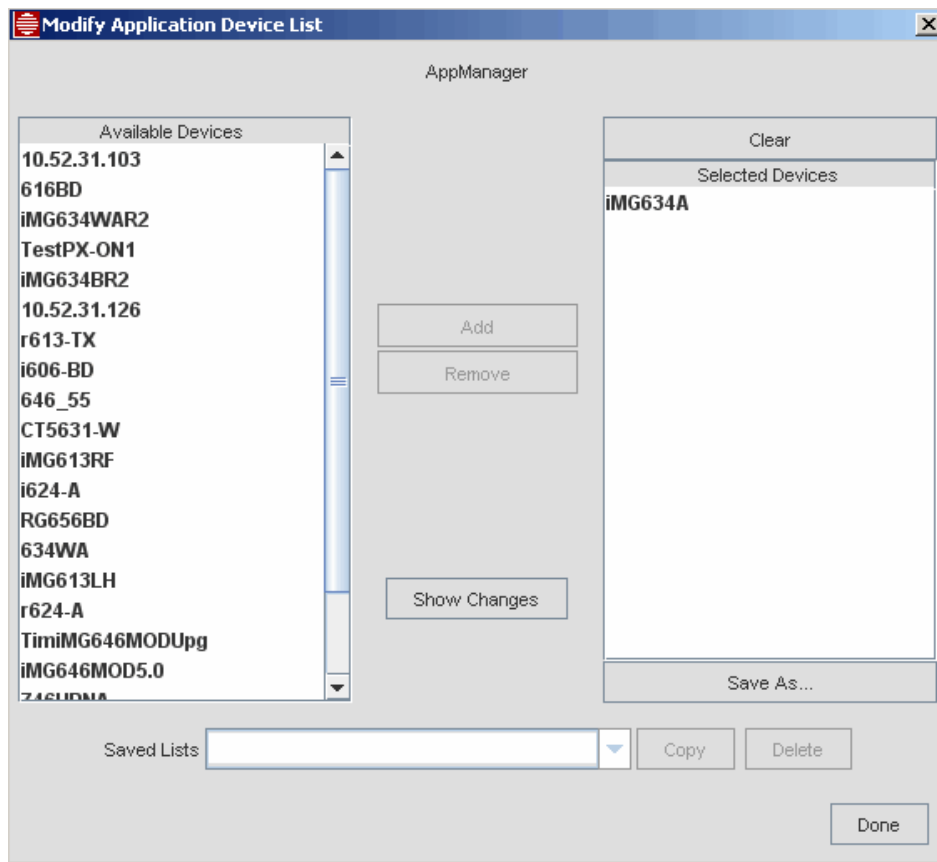 Modify Application Device List
AppManager
Available Devices
10.52.31.103
616BD
iMG634WAR2
TestPX-ON1
iMG634BR2
10.52.31.126
r613-TX
i606-BD
646_55
CT5631-W
iMG613RF
i624-A
RG656BD
634WA
iMG613LH
r624-A
TimiMG646MODUpg
iMG646MOD5.0
Add
Remove
Show Changes
Clear
Selected Devices
iMG634A
Save As...
Saved Lists
Copy
Delete
Done